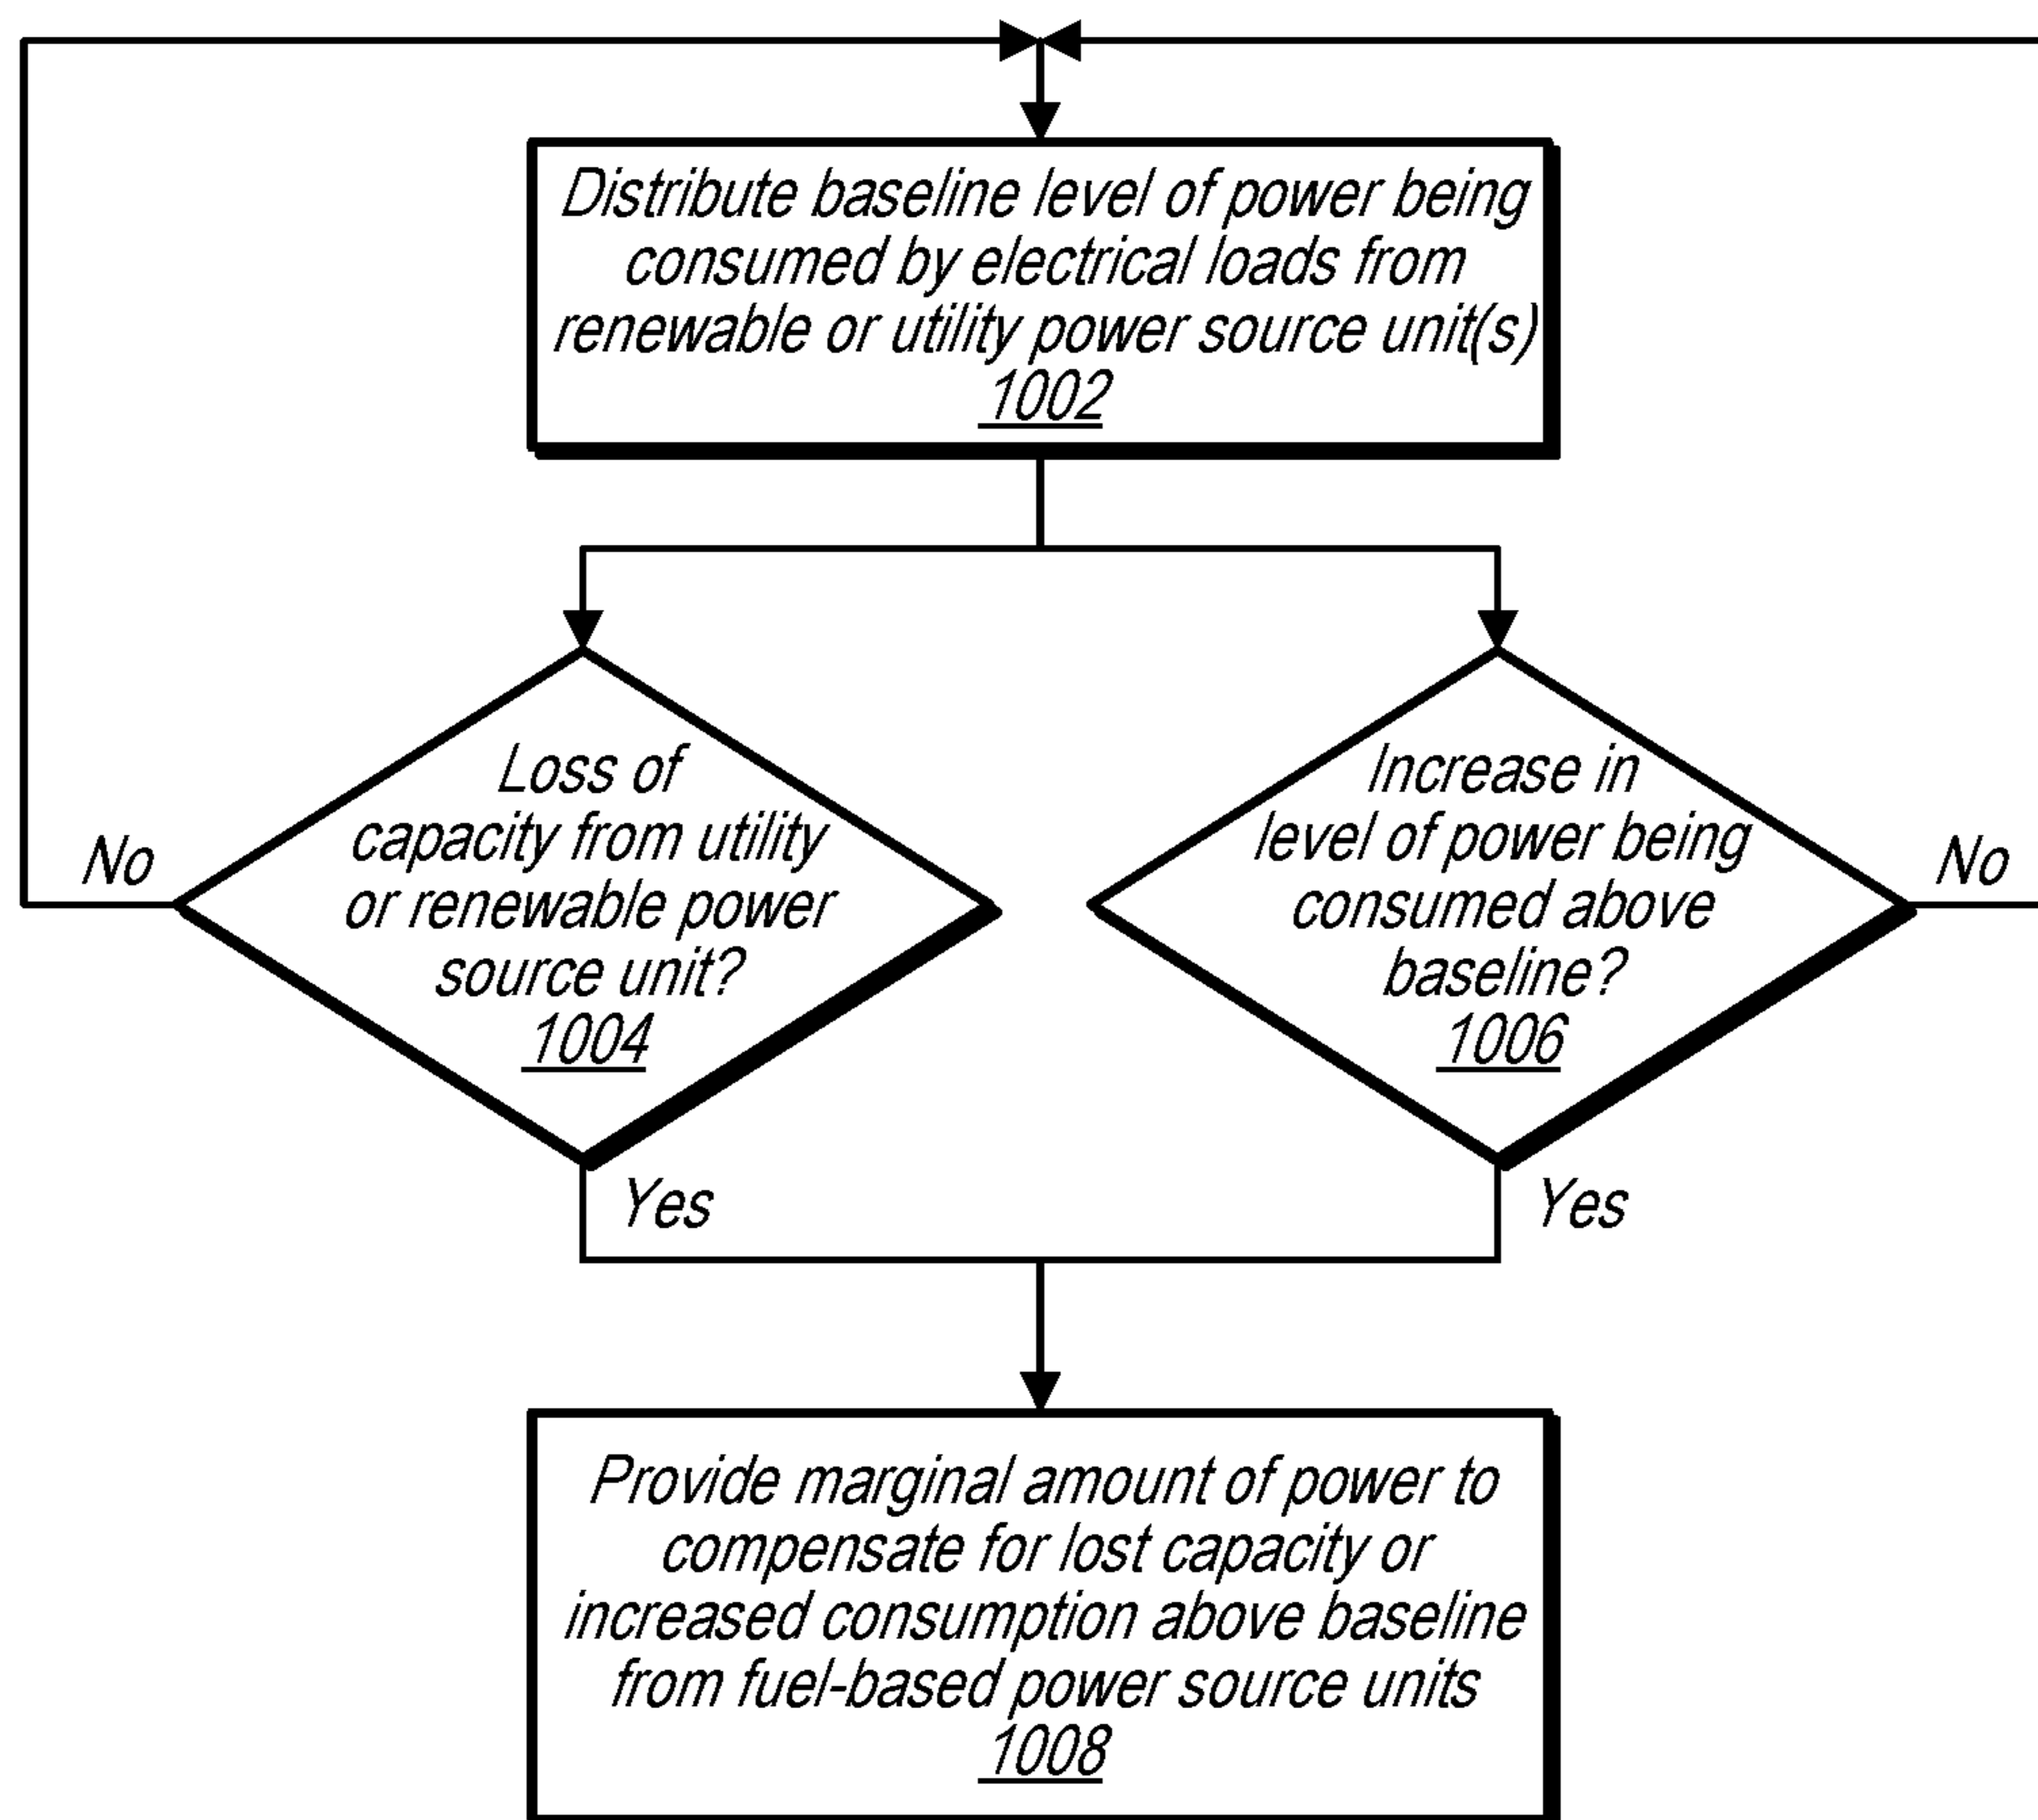 Distribute baseline level of power being
consumed by electrical loads from
renewable or utility power source unit(s)
1002
Loss of
capacity from utility
or renewable power
source unit?
1004
No
Yes
Increase in
level of power being
consumed above
baseline?
1006
No
Yes
Provide marginal amount of power to
compensate for lost capacity or
increased consumption above baseline
from fuel-based power source units
1008